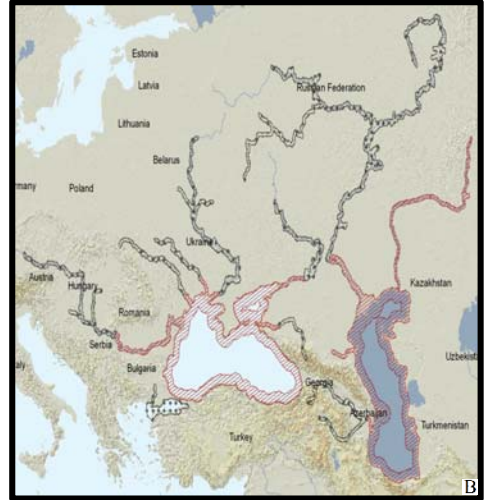 Estonia
Latvia
Russian Federation
Lithuania
Belarus
many
Poland
Ukraine
Austria
Hungary
Kazakhstan
Romania
Serbia
Uzbekist
aly
Bulgaria
Georgia
Azerbaijan
Turkmenistan
Turkey
B